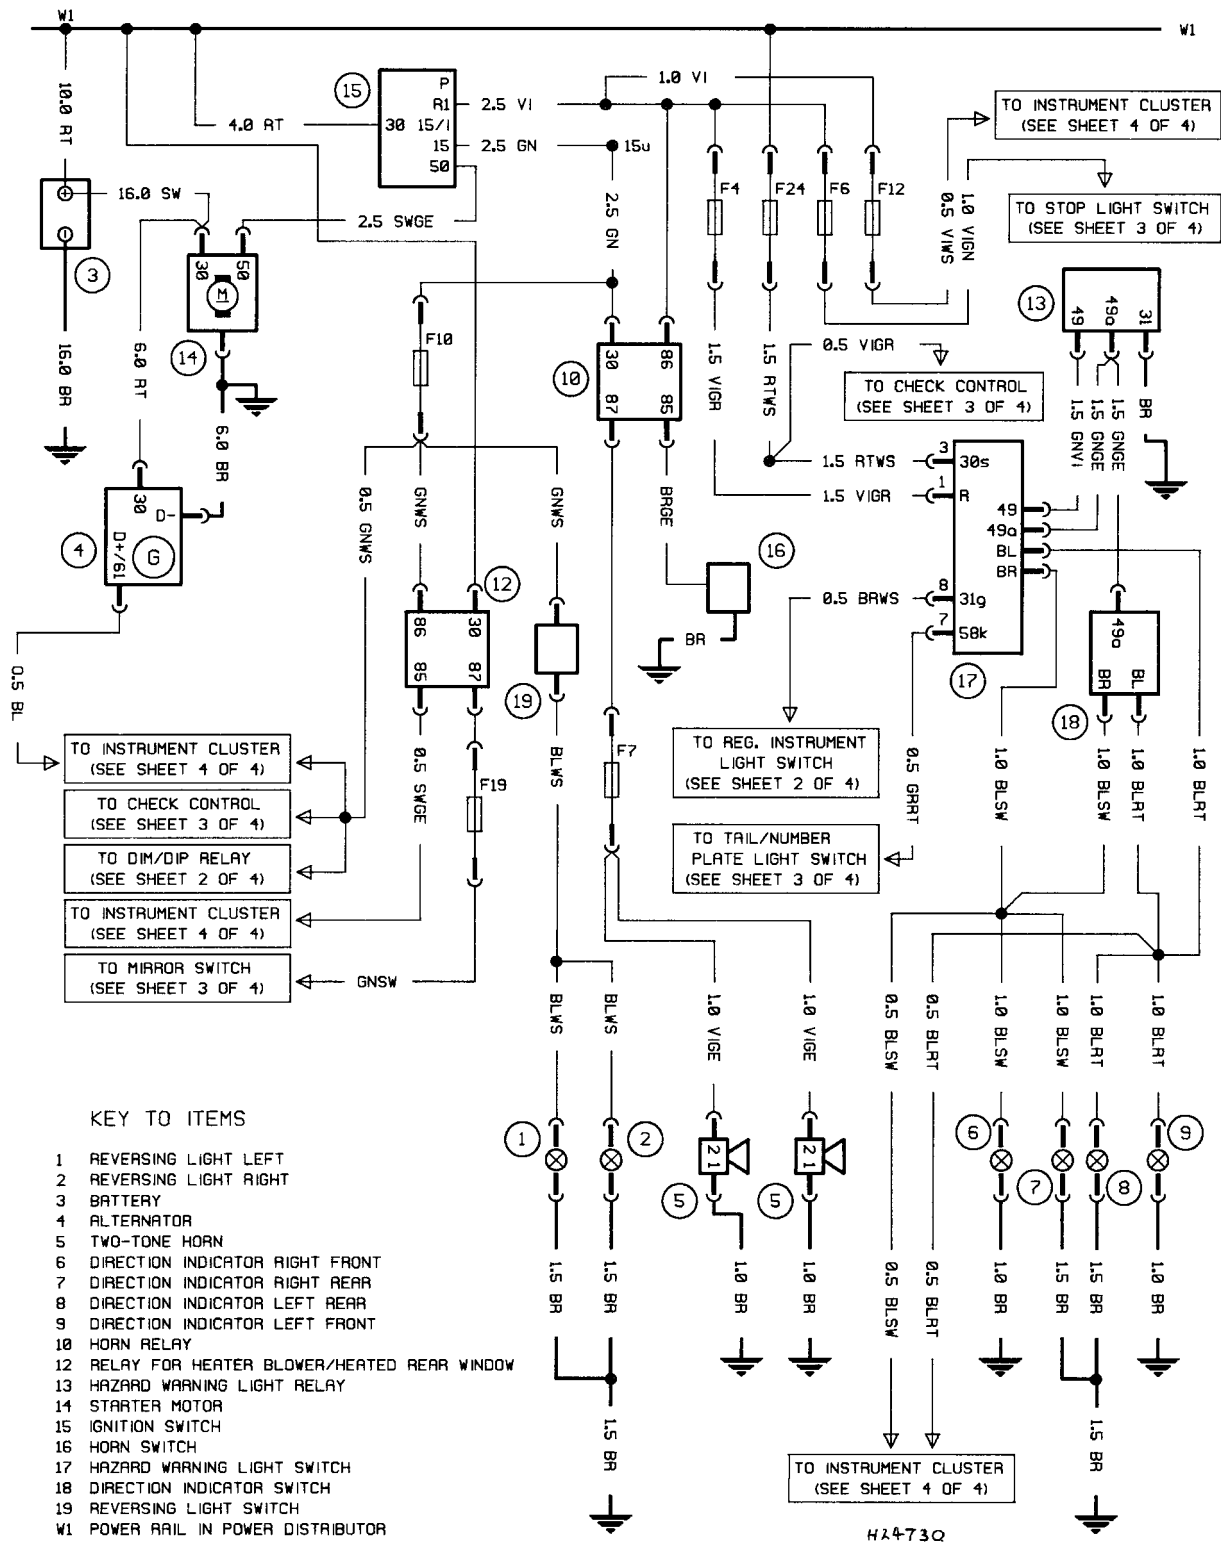 W1
W1
10.0 RT
15
P
R1
30 15/I
15
50
4.0 RT
2.5 VI
2.5 GN
15u
1.0 VI
TO INSTRUMENT CLUSTER
(SEE SHEET 4 OF 4)
16.0 SW
2.5 SWGE
2.5 GN
F4
F24
F6
F12
0.5 VIWS
1.0 VIGN
TO STOP LIGHT SWITCH
(SEE SHEET 3 OF 4)
3
30
50
M
14
16.0 BR
6.0 RT
6.0 BR
F10
10
30
86
87
85
1.5 VIGR
1.5 RTWS
0.5 VIGR
TO CHECK CONTROL
(SEE SHEET 3 OF 4)
13
49
49a
31
1.5 GNVI
1.5 GNGE
1.5 GNGE
BR
30
D-
D+/61
G
4
0.5 GNWS
GNWS
GNWS
BRGE
1.5 RTWS
1.5 VIGR
3
30s
1
R
49
49a
BL
BR
8
31g
7
58k
17
16
BR
0.5 BRWS
12
86
30
85
87
19
49a
BR
BL
18
0.5 BL
TO INSTRUMENT CLUSTER
(SEE SHEET 4 OF 4)
TO CHECK CONTROL
(SEE SHEET 3 OF 4)
TO DIM/DIP RELAY
(SEE SHEET 2 OF 4)
TO INSTRUMENT CLUSTER
(SEE SHEET 4 OF 4)
TO MIRROR SWITCH
(SEE SHEET 3 OF 4)
0.5 SWGE
F19
GNSW
BLWS
F7
TO REG. INSTRUMENT
LIGHT SWITCH
(SEE SHEET 2 OF 4)
TO TAIL/NUMBER
PLATE LIGHT SWITCH
(SEE SHEET 3 OF 4)
0.5 GRRT
1.0 BLSW
1.0 BLSW
1.0 BLRT
1.0 BLRT
BLWS
BLWS
1.0 VIGE
1.0 VIGE
0.5 BLSW
0.5 BLRT
1.0 BLSW
1.0 BLSW
1.0 BLRT
1.0 BLRT
1
2
2 1
5
2 1
5
6
7
8
9
1.5 BR
1.5 BR
1.0 BR
1.0 BR
0.5 BLSW
0.5 BLRT
1.0 BR
1.5 BR
1.5 BR
1.0 BR
1.5 BR
1.5 BR
TO INSTRUMENT CLUSTER
(SEE SHEET 4 OF 4)
KEY TO ITEMS
1 REVERSING LIGHT LEFT
2 REVERSING LIGHT RIGHT
3 BATTERY
4 ALTERNATOR
5 TWO-TONE HORN
6 DIRECTION INDICATOR RIGHT FRONT
7 DIRECTION INDICATOR RIGHT REAR
8 DIRECTION INDICATOR LEFT REAR
9 DIRECTION INDICATOR LEFT FRONT
10 HORN RELAY
12 RELAY FOR HEATER BLOWER/HEATED REAR WINDOW
13 HAZARD WARNING LIGHT RELAY
14 STARTER MOTOR
15 IGNITION SWITCH
16 HORN SWITCH
17 HAZARD WARNING LIGHT SWITCH
18 DIRECTION INDICATOR SWITCH
19 REVERSING LIGHT SWITCH
W1 POWER RAIL IN POWER DISTRIBUTOR
H24730